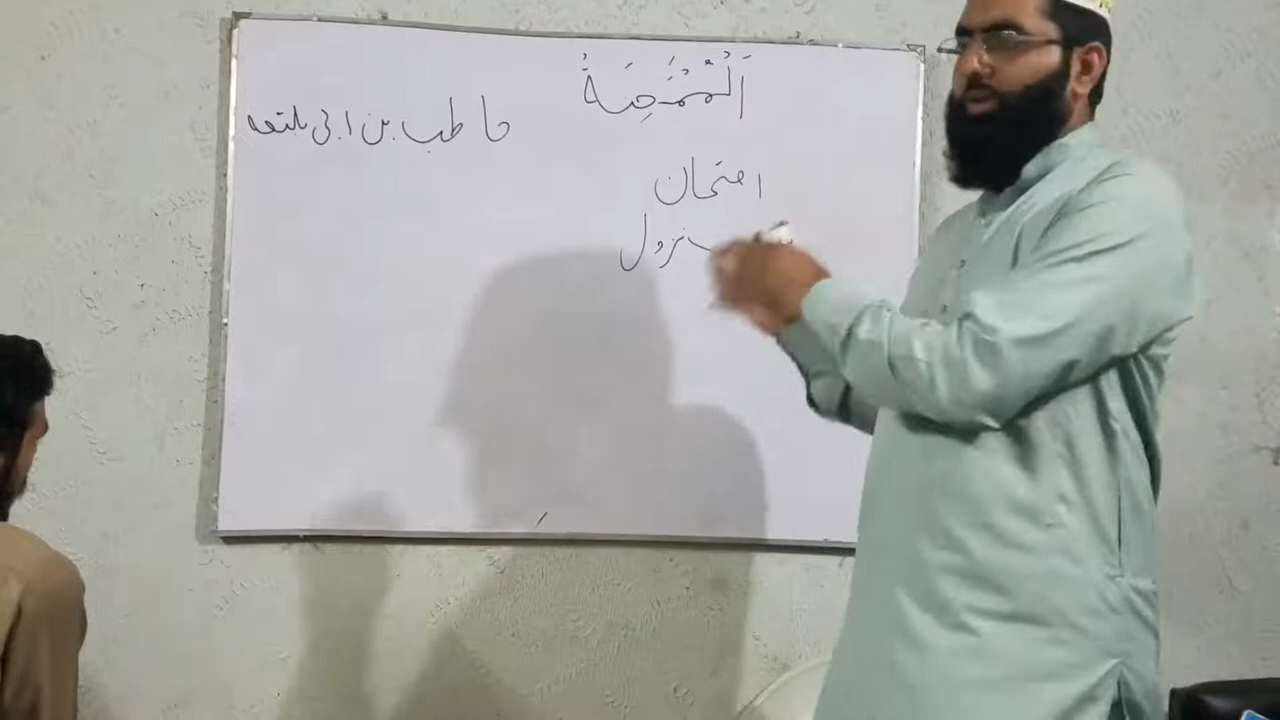 اَلْمُمْتَحِنَةُ
حاطب بن ابی بلتعہ
امتحان
نزول